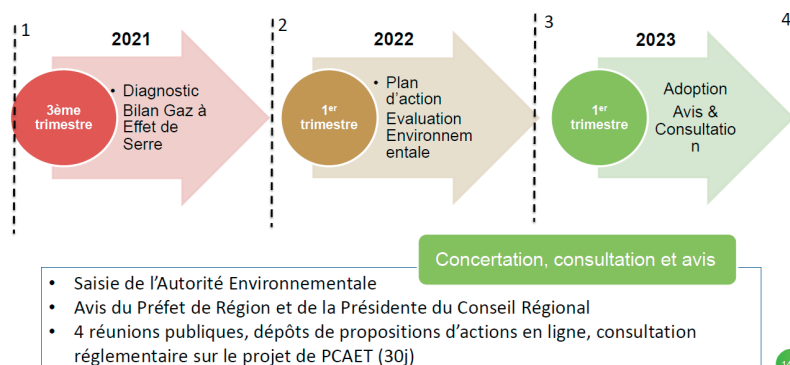 1
2021
3ème trimestre
• Diagnostic
Bilan Gaz à
Effet de
Serre
2
2022
1er
trimestre
• Plan
d'action
Evaluation
Environnem
entale
3
2023
1er
trimestre
Adoption
Avis &
Consultatio
n
4
Concertation, consultation et avis
• Saisie de l'Autorité Environnementale
• Avis du Préfet de Région et de la Présidente du Conseil Régional
• 4 réunions publiques, dépôts de propositions d'actions en ligne, consultation
réglementaire sur le projet de PCAET (30j)